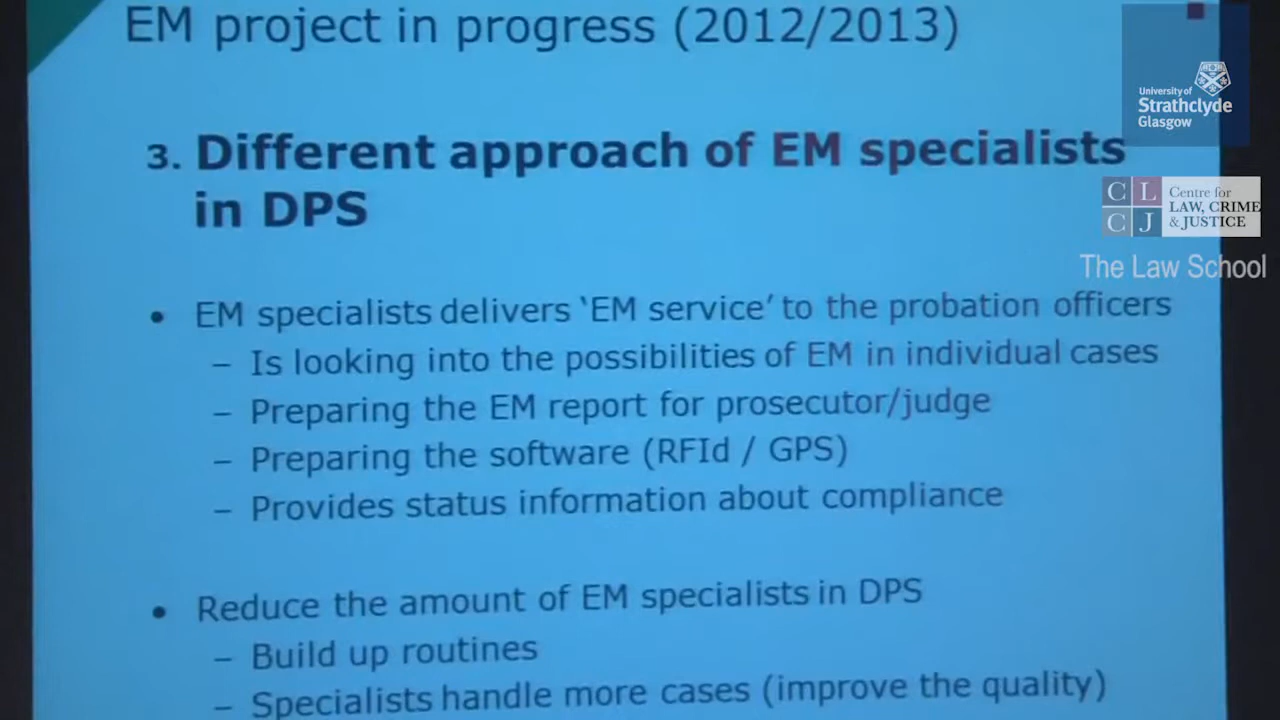 EM project in progress (2012/2013)
University of
Strathclyde
Glasgow
3. Different approach of EM specialists
in DPS
C L
C J
Centre for
LAW, CRIME
& JUSTICE
The Law School
• EM specialists delivers ‘EM service’ to the probation officers
– Is looking into the possibilities of EM in individual cases
– Preparing the EM report for prosecutor/judge
– Preparing the software (RFId / GPS)
– Provides status information about compliance
• Reduce the amount of EM specialists in DPS
– Build up routines
– Specialists handle more cases (improve the quality)